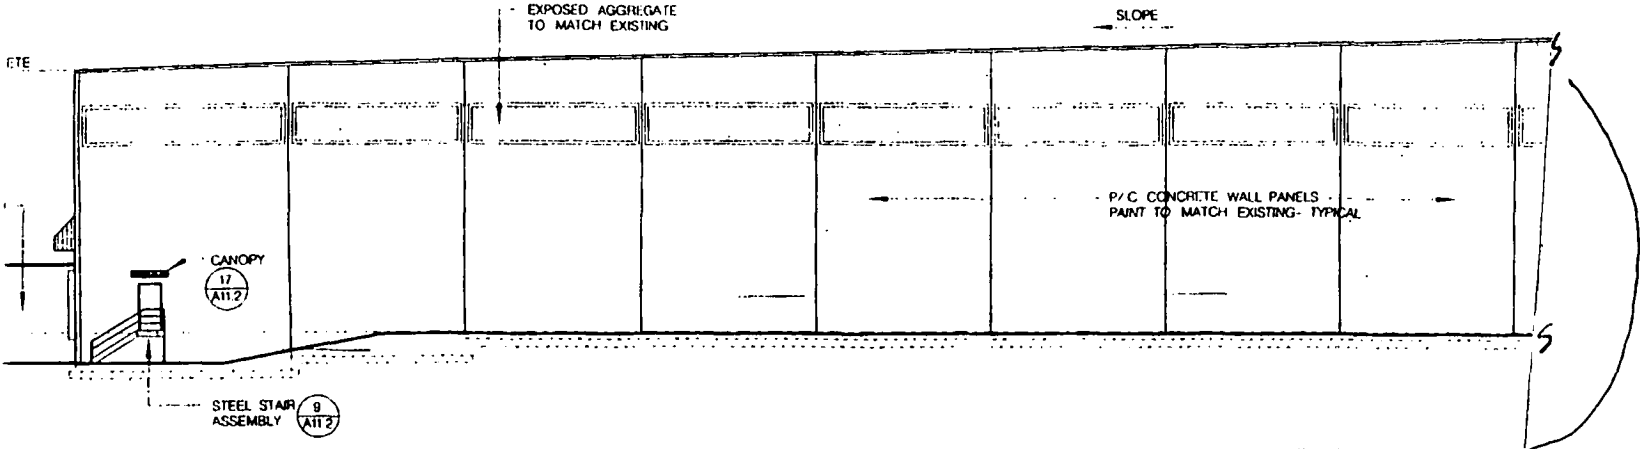 EXPOSED AGGREGATE
TO MATCH EXISTING
SLOPE
ETE
P/C CONCRETE WALL PANELS
PAINT TO MATCH EXISTING- TYPICAL
CANOPY
17
A11.2
STEEL STAIR
ASSEMBLY
9
A11.2